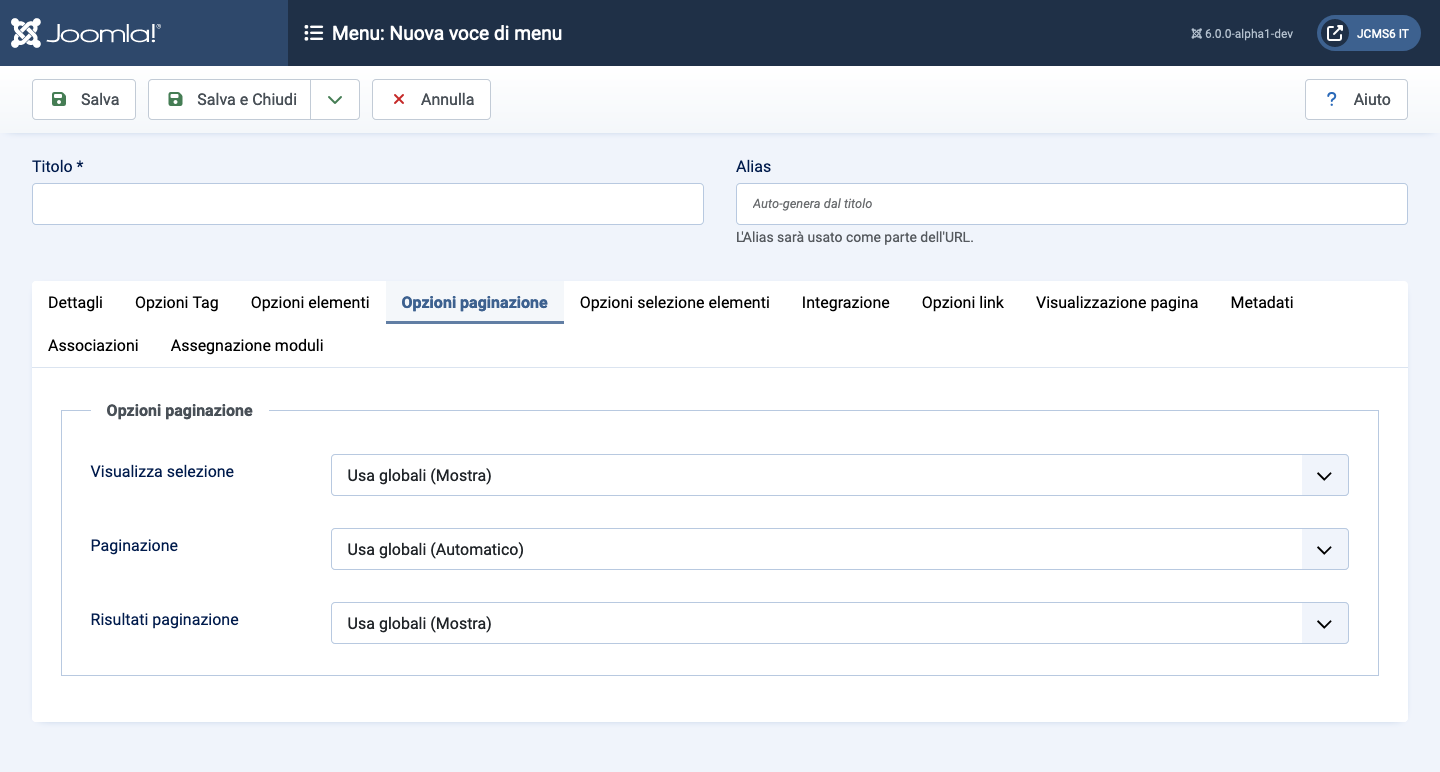 Joomla!® Menu: Nuova voce di menu 6.0.0-alpha1-dev JCMS6 IT
Salva Salva e Chiudi Annulla ? Aiuto
Titolo * Alias
Auto-genera dal titolo
L'Alias sarà usato come parte dell'URL.
Dettagli Opzioni Tag Opzioni elementi Opzioni paginazione Opzioni selezione elementi Integrazione Opzioni link Visualizzazione pagina Metadati
Associazioni Assegnazione moduli
Opzioni paginazione
Visualizza selezione Usa globali (Mostra)
Paginazione Usa globali (Automatico)
Risultati paginazione Usa globali (Mostra)